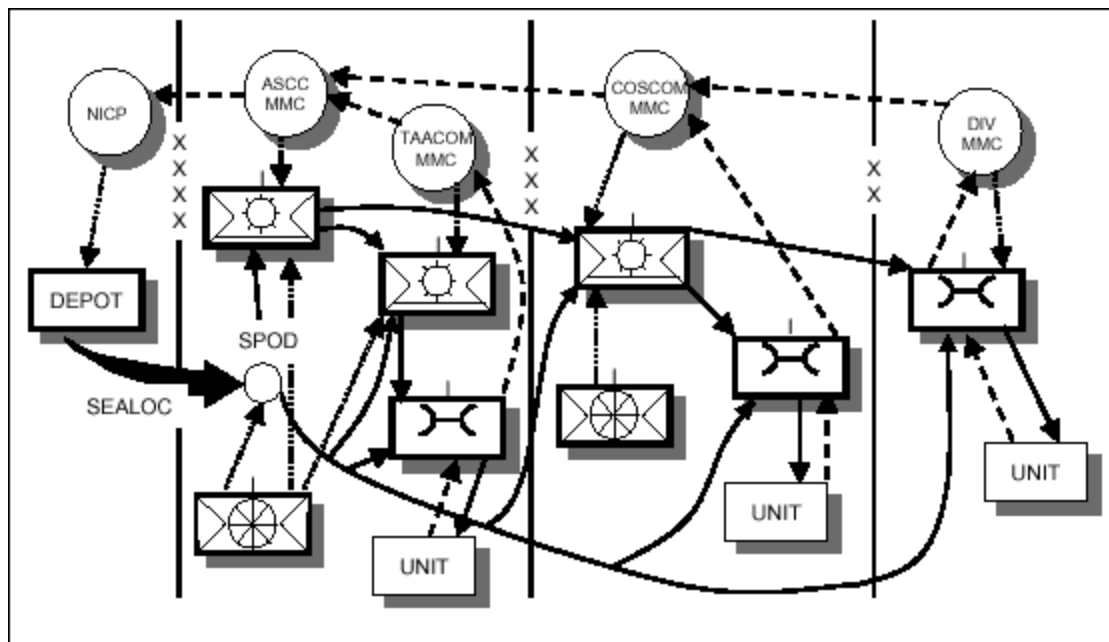 NICP
ASCC
MMC
TAACOM
MMC
COSCOM
MMC
DIV
MMC
X
X
X
X
X
X
X
X
X
DEPOT
SPOD
SEALOC
UNIT
UNIT
UNIT